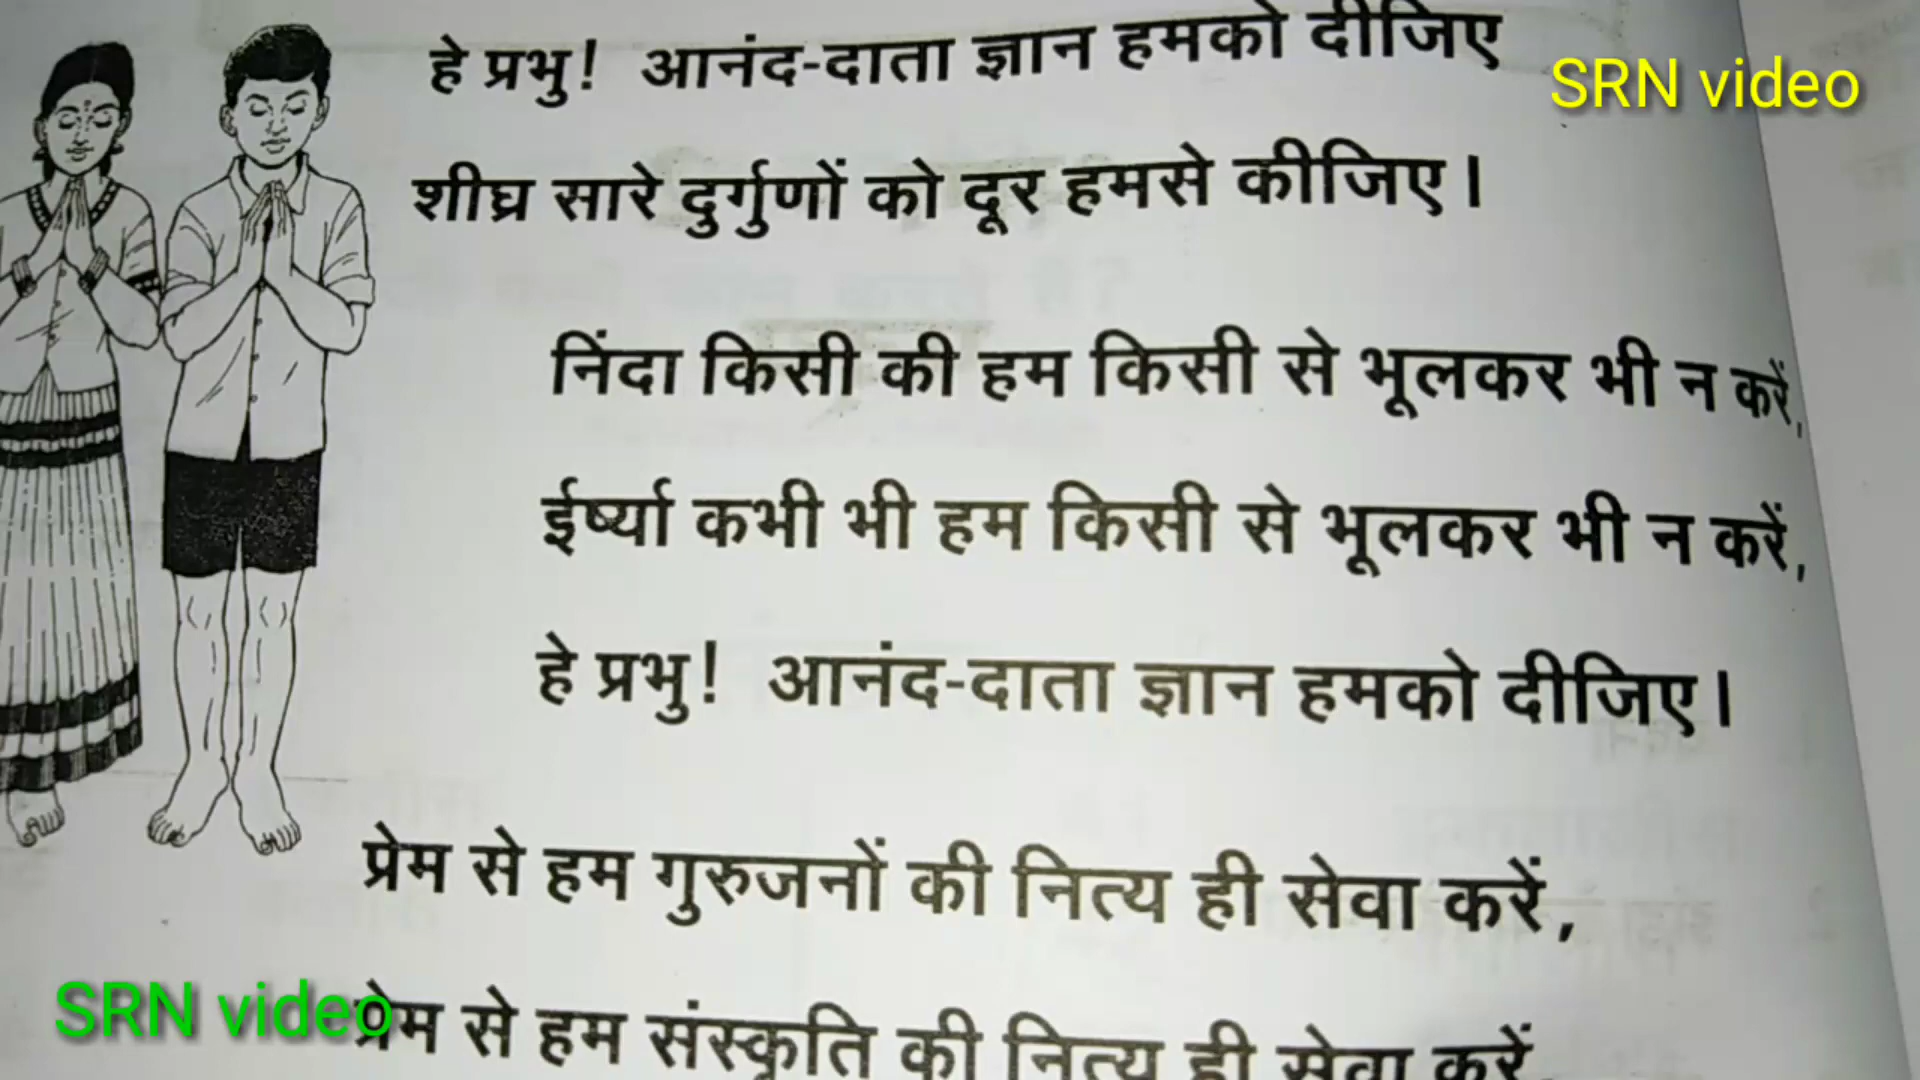 हे प्रभु! आनंद-दाता ज्ञान हमको दीजिए
SRN video
शीघ्र सारे दुर्गुणों को दूर हमसे कीजिए।
निंदा किसी की हम किसी से भूलकर भी न करें,
ईर्ष्या कभी भी हम किसी से भूलकर भी न करें,
हे प्रभु! आनंद-दाता ज्ञान हमको दीजिए।
प्रेम से हम गुरुजनों की नित्य ही सेवा करें,
SRN video
प्रेम से हम संस्कृति की नित्य ही सेवा करें